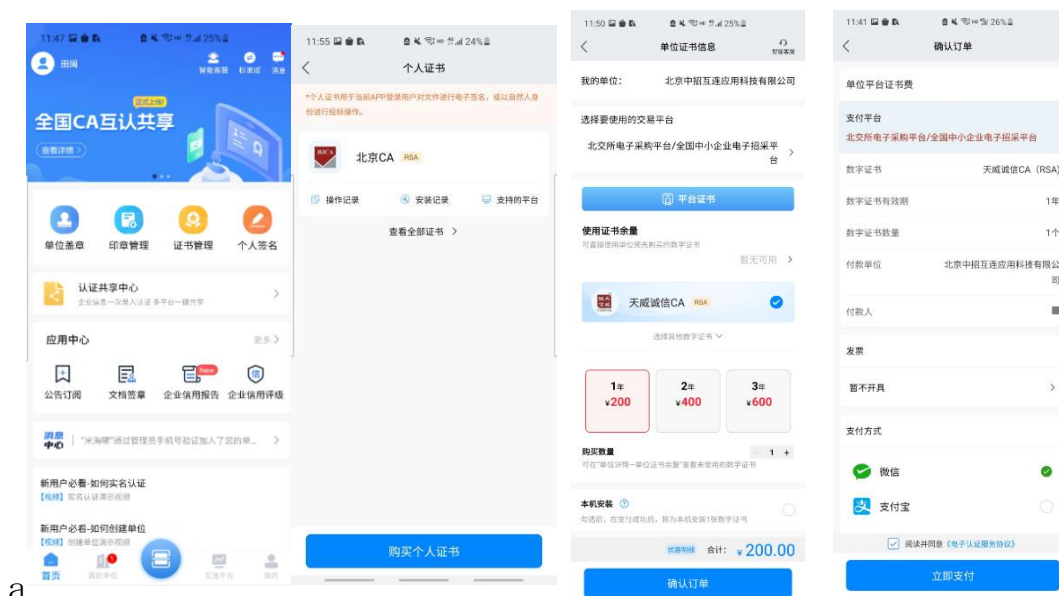 11:47
25%
田闯
智能客服 标准版 消息
正式上线!
全国CA互认共享
查看详情 >
单位盖章 印章管理 证书管理 个人签名
认证共享中心
企业信息一次录入认证 多平台一键共享
应用中心 更多 >
New
公告订阅 文档签章 企业信用报告 企业信用评级
消息
中心
"米海啸"通过管理员手机号验证加入了您的单...
新用户必看-如何实名认证
【视频】实名认证演示视频
新用户必看-如何创建单位
【视频】创建单位演示视频
首页 我的单位 交易平台 我的
a
11:55
24%
个人证书
*个人证书用于当前APP登录用户对文件进行电子签名，或以自然人身
份进行投标操作。
BJCA
北京CA RSA
操作记录 安装记录 支持的平台
查看全部证书 >
购买个人证书
11:50
25%
单位证书信息
智能客服
我的单位： 北京中招互连应用科技有限公司
选择要使用的交易平台
北交所电子采购平台/全国中小企业电子招采平
台
平台证书
使用证书余量
可直接使用单位预先购买的数字证书
暂无可用 >
天威诚信CA RSA
选择其他数字证书
1年 2年 3年
¥200 ¥400 ¥600
购买数量 - 1 +
可在"单位详情—单位证书余量"查看未使用的数字证书
本机安装 ?
勾选后，在支付成功后，将为本机安装1张数字证书
优惠明细 合计： ¥ 200.00
确认订单
11:41
26%
确认订单
单位平台证书费
支付平台
北交所电子采购平台/全国中小企业电子招采平台
数字证书 天威诚信CA（RSA)
数字证书有效期 1年
数字证书数量 1个
付款单位 北京中招互连应用科技有限公
司
付款人
发票
暂不开具 >
支付方式
微信
支付宝
阅读并同意《电子认证服务协议》
立即支付